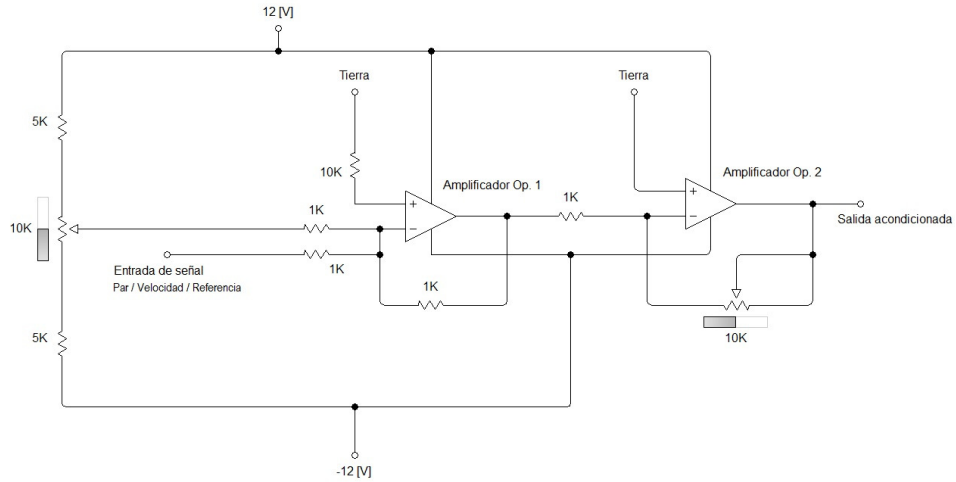 12 [V]
Tierra
Tierra
5K
10K
Amplificador Op. 1
Amplificador Op. 2
1K
1K
10K
Salida acondicionada
Entrada de señal
1K
Par / Velocidad / Referencia
1K
5K
10K
-12 [V]